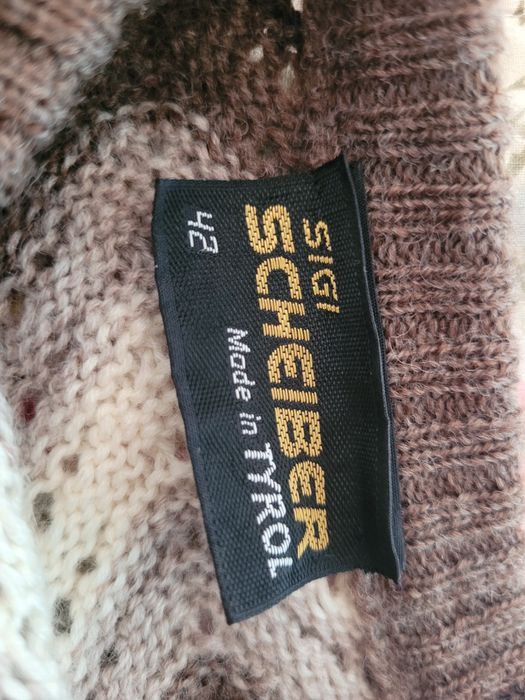 SIGI
SCHEIBER
Made in TYROL
42